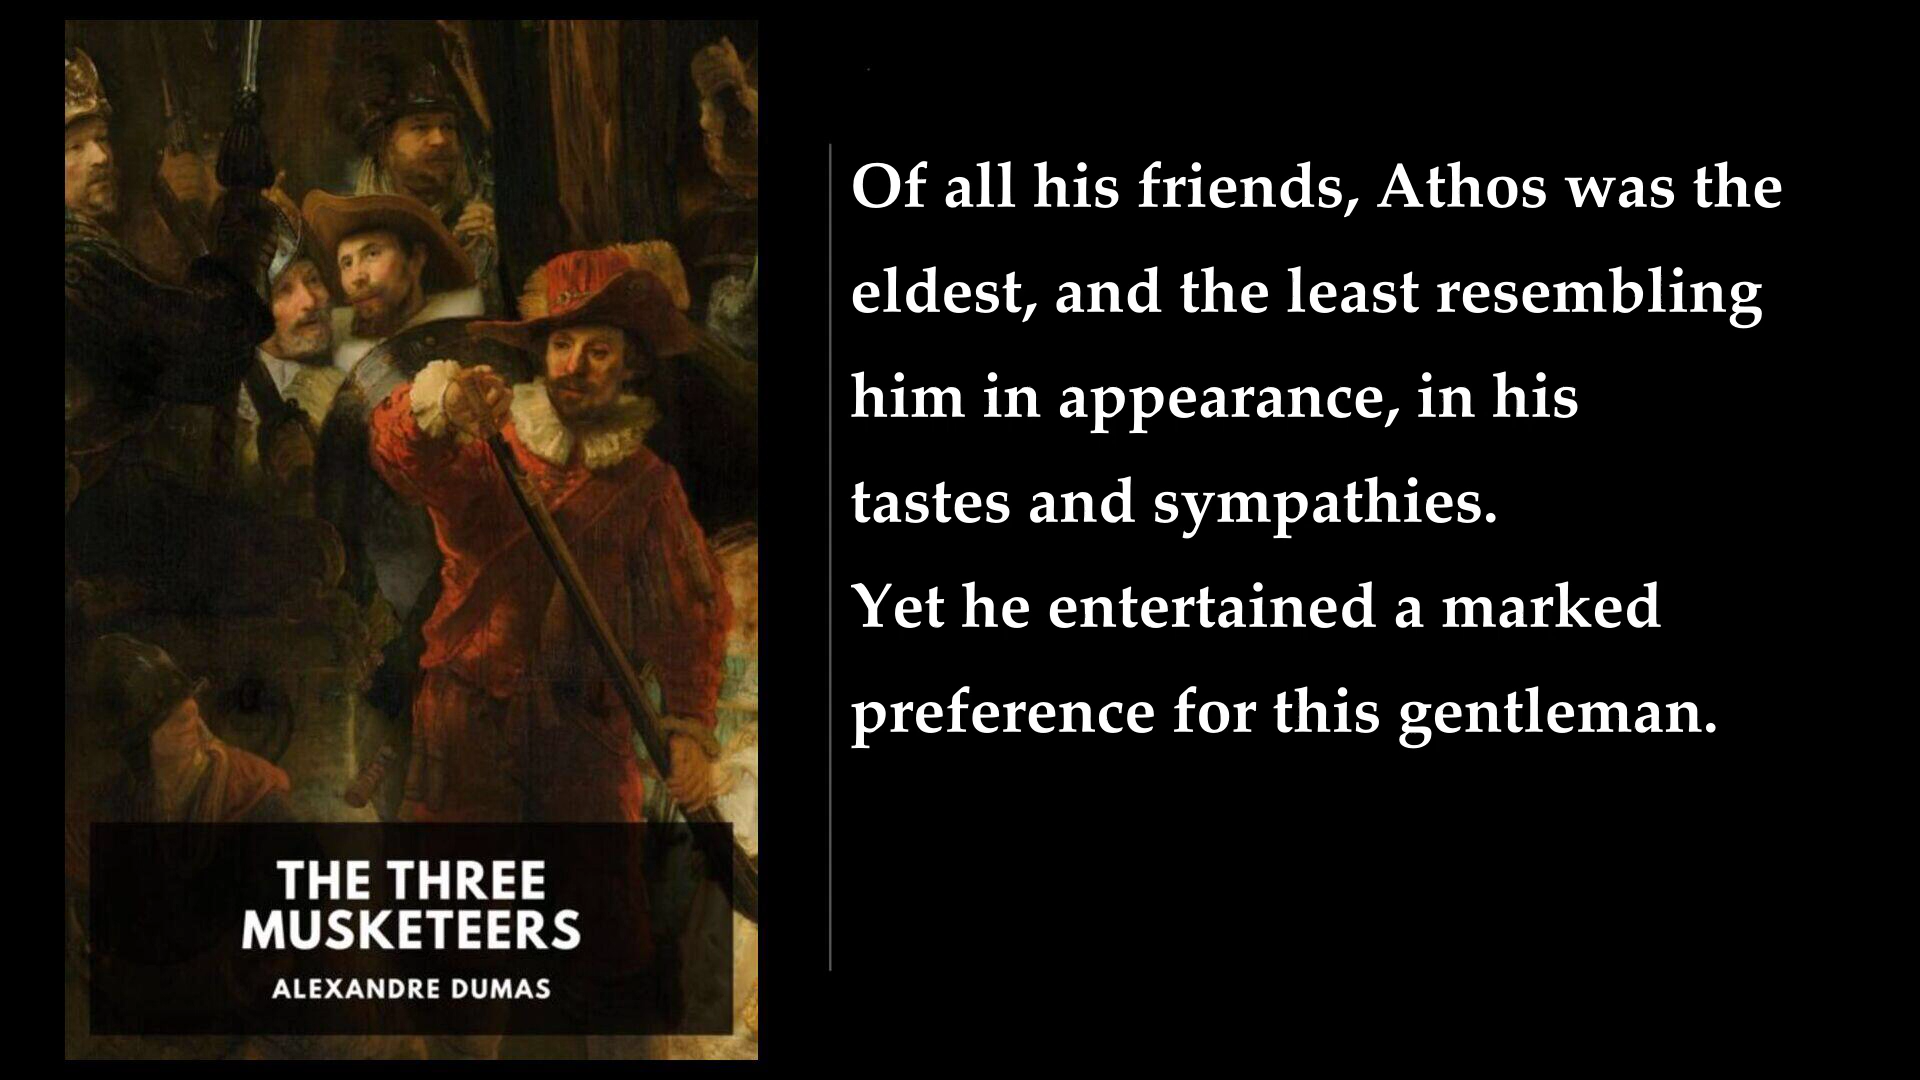 THE THREE
MUSKETEERS
ALEXANDRE DUMAS
Of all his friends, Athos was the
eldest, and the least resembling
him in appearance, in his
tastes and sympathies.
Yet he entertained a marked
preference for this gentleman.